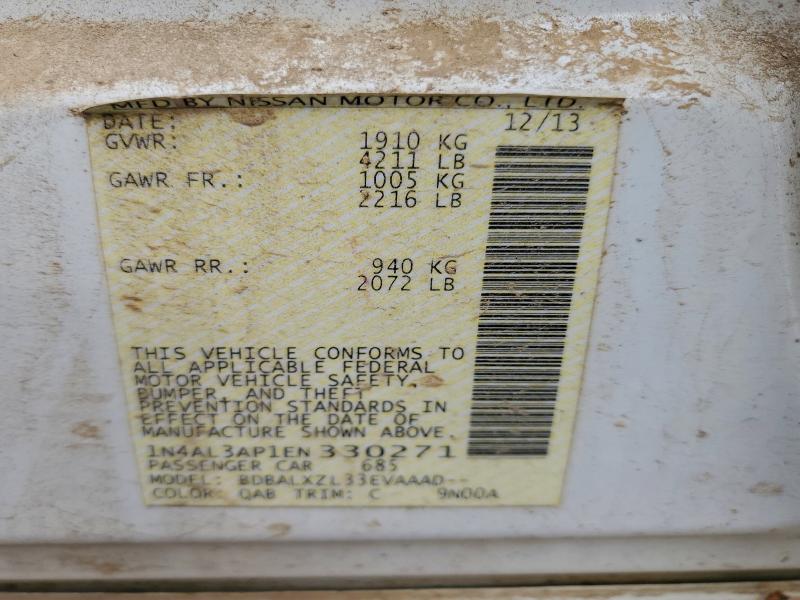 MFD BY NISSAN MOTOR CO., LTD.
DATE: 12/13
GVWR: 1910 KG
4211 LB
GAWR FR.: 1005 KG
2216 LB
GAWR RR.: 940 KG
2072 LB
THIS VEHICLE CONFORMS TO
ALL APPLICABLE FEDERAL
MOTOR VEHICLE SAFETY,
BUMPER, AND THEFT
PREVENTION STANDARDS IN
EFFECT ON THE DATE OF
MANUFACTURE SHOWN ABOVE.
1N4AL3AP1EN 330271
PASSENGER CAR 685
MODEL: BDBALXZL33EVAAAD--
COLOR: QAB TRIM: C 9N00A